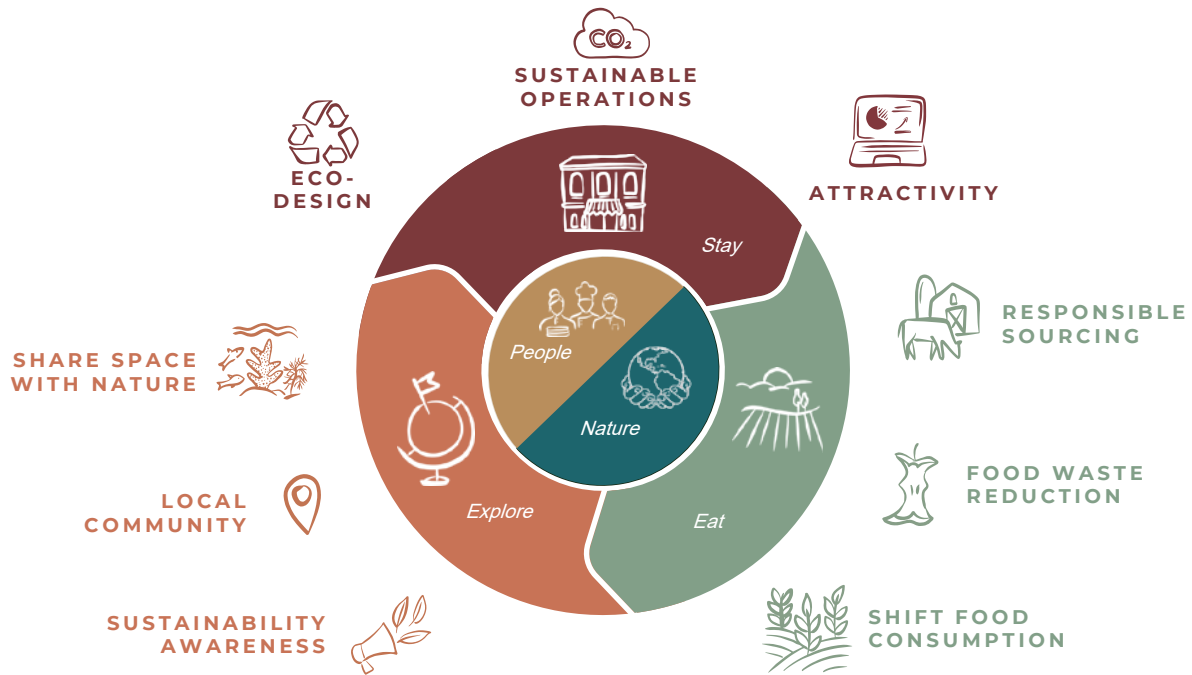 CO₂
SUSTAINABLE
OPERATIONS
ECO-
DESIGN
ATTRACTIVITY
Stay
RESPONSIBLE
SOURCING
People
SHARE SPACE
WITH NATURE
Nature
FOOD WASTE
REDUCTION
LOCAL
COMMUNITY
Explore
Eat
SHIFT FOOD
CONSUMPTION
SUSTAINABILITY
AWARENESS